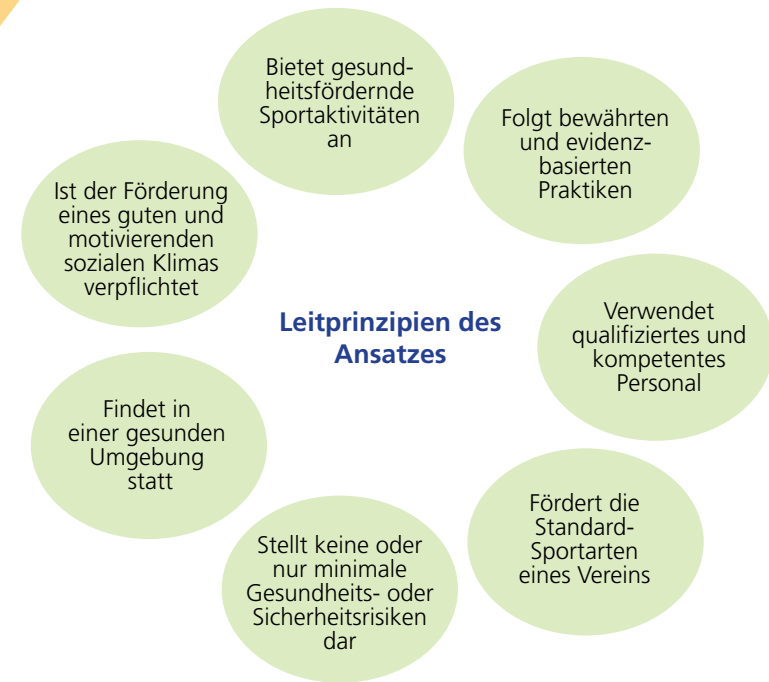 Bietet gesund-
heitsfördernde
Sportaktivitäten
an
Folgt bewährten
und evidenz-
basierten
Praktiken
Ist der Förderung
eines guten und
motivierenden
sozialen Klimas
verpflichtet
Leitprinzipien des
Ansatzes
Verwendet
qualifiziertes und
kompetentes
Personal
Findet in
einer gesunden
Umgebung
statt
Fördert die
Standard-
Sportarten
eines Vereins
Stellt keine oder
nur minimale
Gesundheits- oder
Sicherheitsrisiken
dar